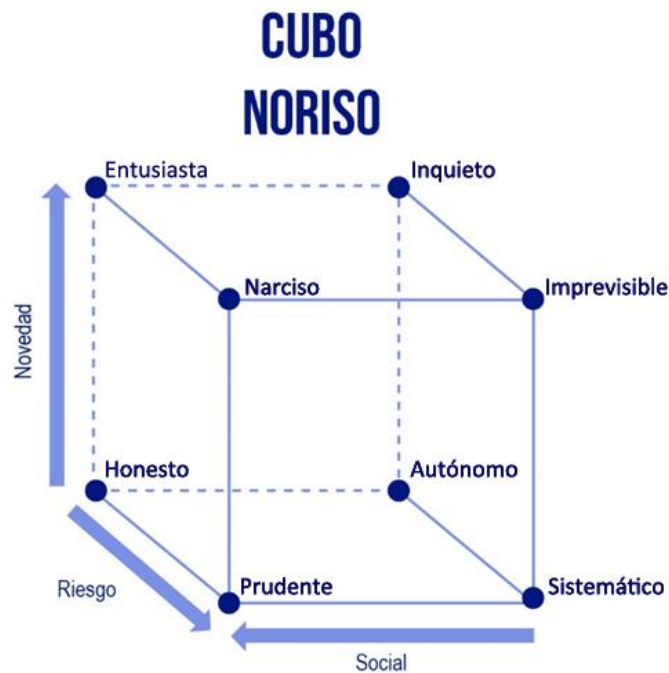 CUBO
NORISO
Entusiasta
Inquieto
Narciso
Imprevisible
Novedad
Honesto
Autónomo
Riesgo
Prudente
Sistemático
Social